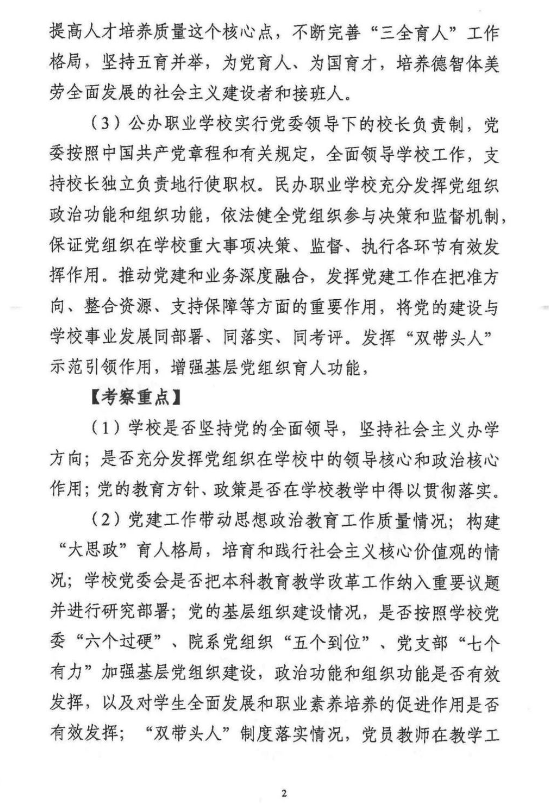 提高人才培养质量这个核心点，不断完善“三全育人”工作
格局，坚持五育并举，为党育人、为国育才，培养德智体美
劳全面发展的社会主义建设者和接班人。
（3）公办职业学校实行党委领导下的校长负责制，党
委按照中国共产党章程和有关规定，全面领导学校工作，支
持校长独立负责地行使职权。民办职业学校充分发挥党组织
政治功能和组织功能，依法健全党组织参与决策和监督机制，
保证党组织在学校重大事项决策、监督、执行各环节有效发
挥作用。推动党建和业务深度融合，发挥党建工作在把准方
向、整合资源、支持保障等方面的重要作用，将党的建设与
学校事业发展同部署、同落实、同考评。发挥“双带头人”
示范引领作用，增强基层党组织育人功能，
【考察重点】
（1）学校是否坚持党的全面领导，坚持社会主义办学
方向；是否充分发挥党组织在学校中的领导核心和政治核心
作用；党的教育方针、政策是否在学校教学中得以贯彻落实。
（2）党建工作带动思想政治教育工作质量情况；构建
“大思政”育人格局，培育和践行社会主义核心价值观的情
况；学校党委会是否把本科教育教学改革工作纳入重要议题
并进行研究部署；党的基层组织建设情况，是否按照学校党
委“六个过硬”、院系党组织“五个到位”、党支部“七个
有力”加强基层党组织建设，政治功能和组织功能是否有效
发挥，以及对学生全面发展和职业素养培养的促进作用是否
有效发挥；“双带头人”制度落实情况，党员教师在教学工
2